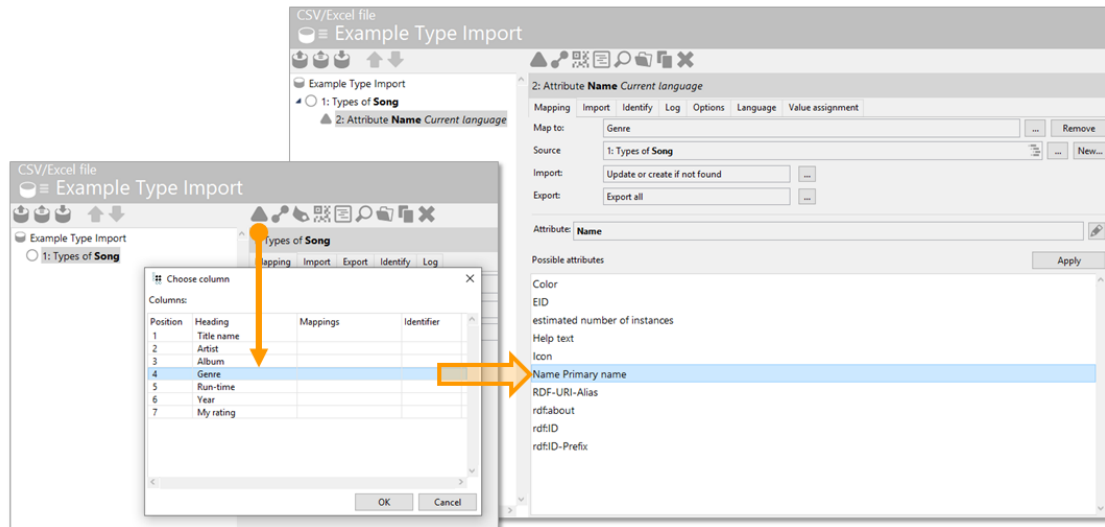 CSV/Excel file
Example Type Import
Example Type Import
1: Types of Song
2: Attribute Name Current language
2: Attribute Name Current language
Mapping Import Identify Log Options Language Value assignment
Map to: Genre ... Remove
Source 1: Types of Song ... New...
Import: Update or create if not found ...
Export: Export all ...
Attribute: Name
Possible attributes Apply
Color
EID
estimated number of instances
Help text
Icon
Name Primary name
RDF-URI-Alias
rdf:about
rdf:ID
rdf:ID-Prefix
CSV/Excel file
Example Type Import
Example Type Import
1: Types of Song
Types of Song
Mapping Import Export Identify Log
Choose column
Columns:
Position Heading Mappings Identifier
1 Title name
2 Artist
3 Album
4 Genre
5 Run-time
6 Year
7 My rating
OK Cancel